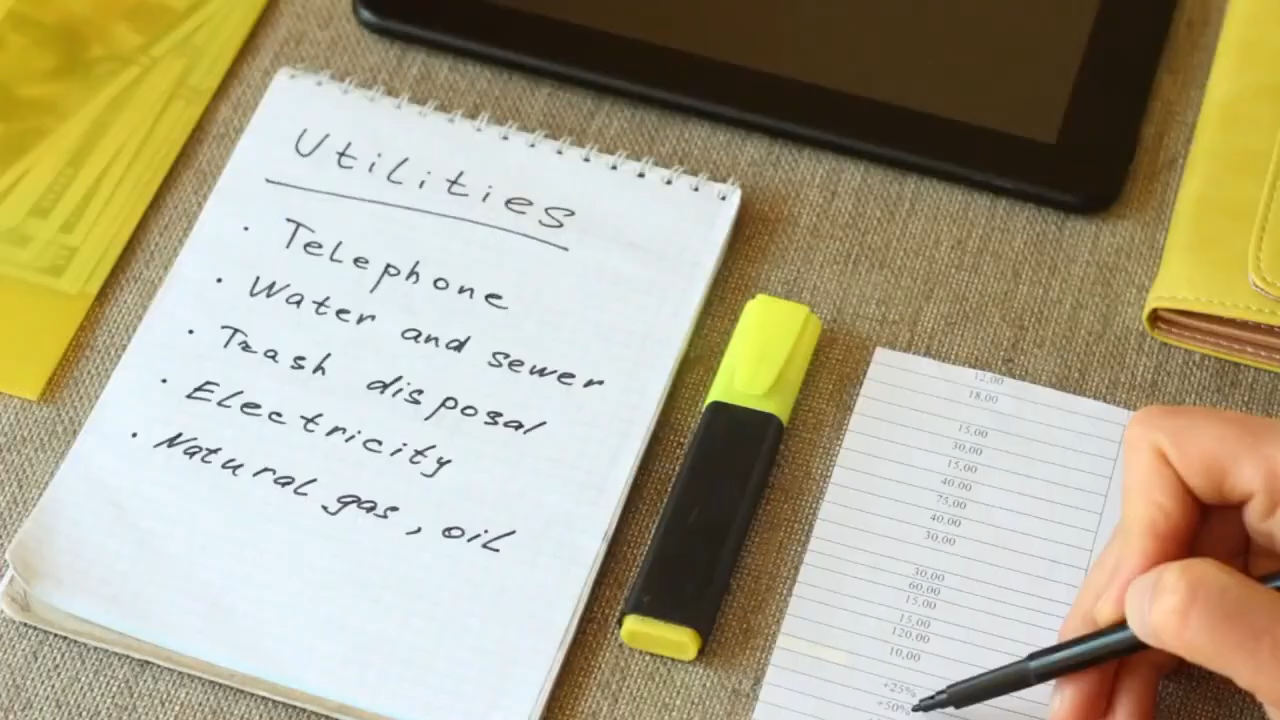 Utilities
· Telephone
· Water and sewer
· Trash disposal
· Electricity
· Natural gas, oil
12,00
18,00
15,00
30,00
15,00
40,00
75,00
40,00
30,00
30,00
60,00
15,00
15,00
120,00
10,00
+25%
+50%